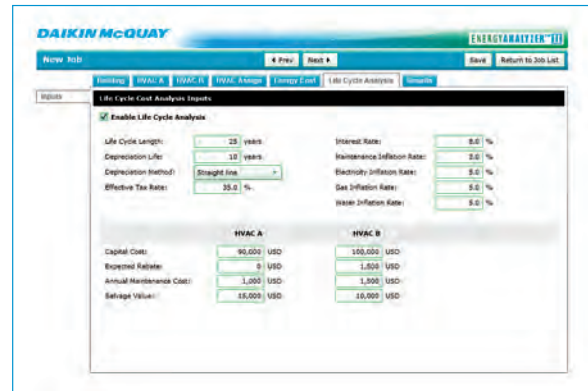 DAIKIN McQUAY
ENERGYANALYZER™ II
New Job
Prev
Next
Save
Return to Job List
Building
HVAC A
HVAC B
HVAC Assign
Energy Cost
Life Cycle Analysis
Results
Inputs
Life Cycle Cost Analysis Inputs
Enable Life Cycle Analysis
Life Cycle Length: 25 years
Depreciation Life: 10 years
Depreciation Method: Straight line
Effective Tax Rate: 35.0 %
Interest Rate: %
Maintenance Inflation Rate: %
Electricity Inflation Rate: 5.0 %
Gas Inflation Rate: 5.0 %
Water Inflation Rate: 5.0 %
HVAC A
HVAC B
Capital Cost: 90,000 USD 100,000 USD
Expected Rebate: 0 USD 1,500 USD
Annual Maintenance Cost: 1,000 USD 1,500 USD
Salvage Value: 15,000 USD 10,000 USD